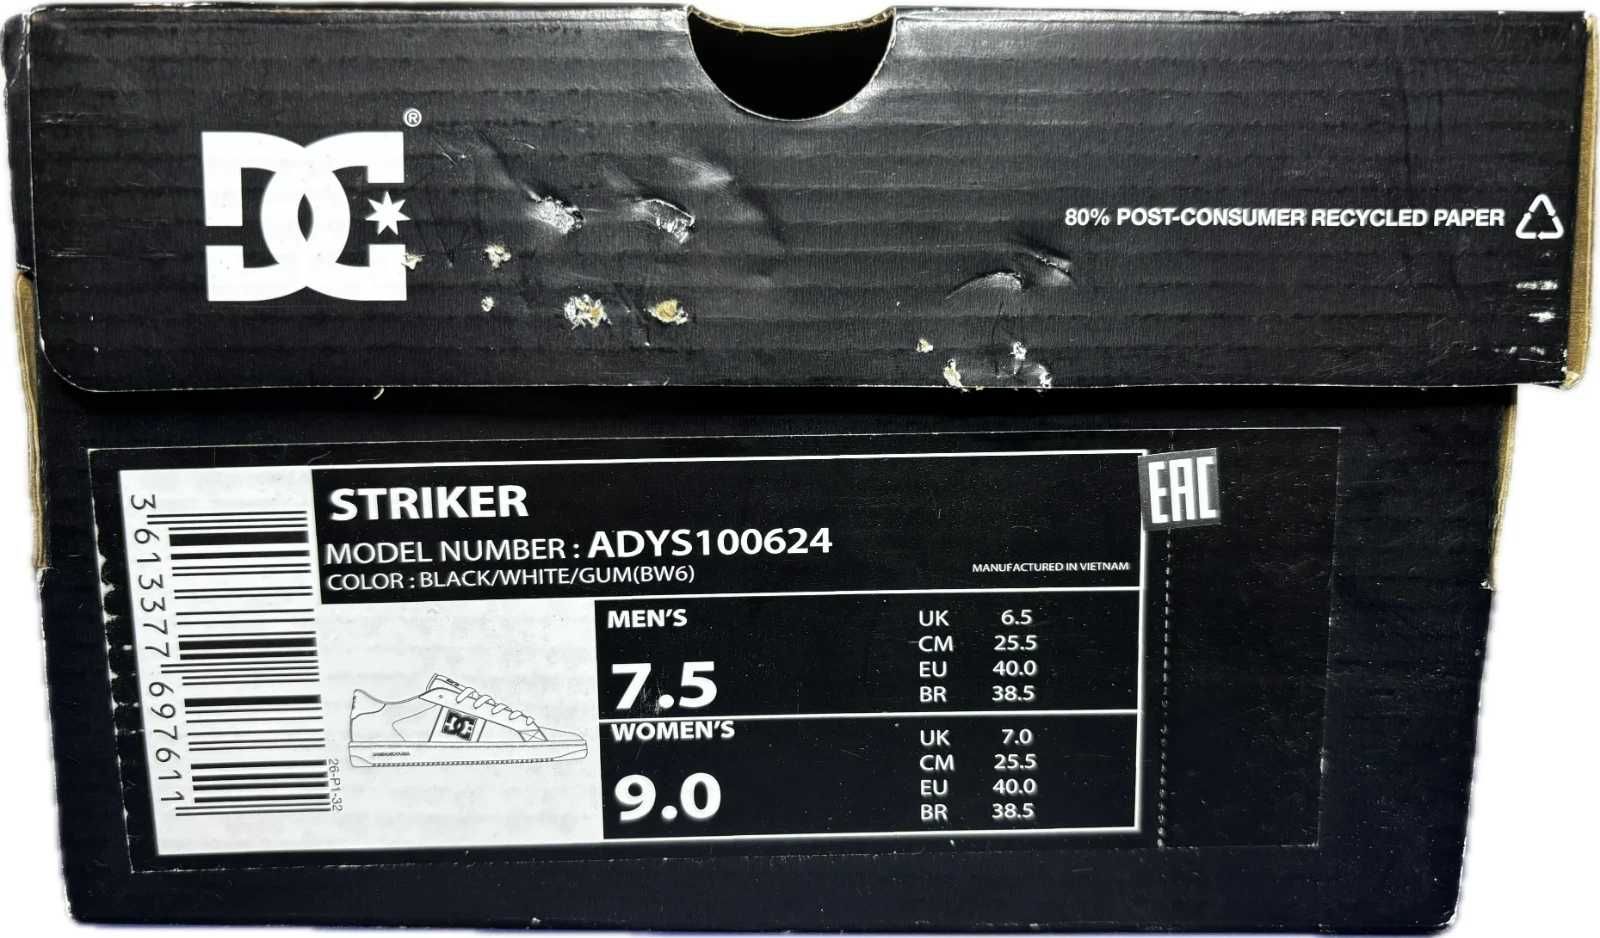 DC®
80% POST-CONSUMER RECYCLED PAPER
EAC
STRIKER
MODEL NUMBER : ADYS100624
COLOR : BLACK/WHITE/GUM(BW6)
MANUFACTURED IN VIETNAM
3 613377 697611
26-P1-32
DC
MEN'S
7.5
UK 6.5
CM 25.5
EU 40.0
BR 38.5
WOMEN'S
9.0
UK 7.0
CM 25.5
EU 40.0
BR 38.5